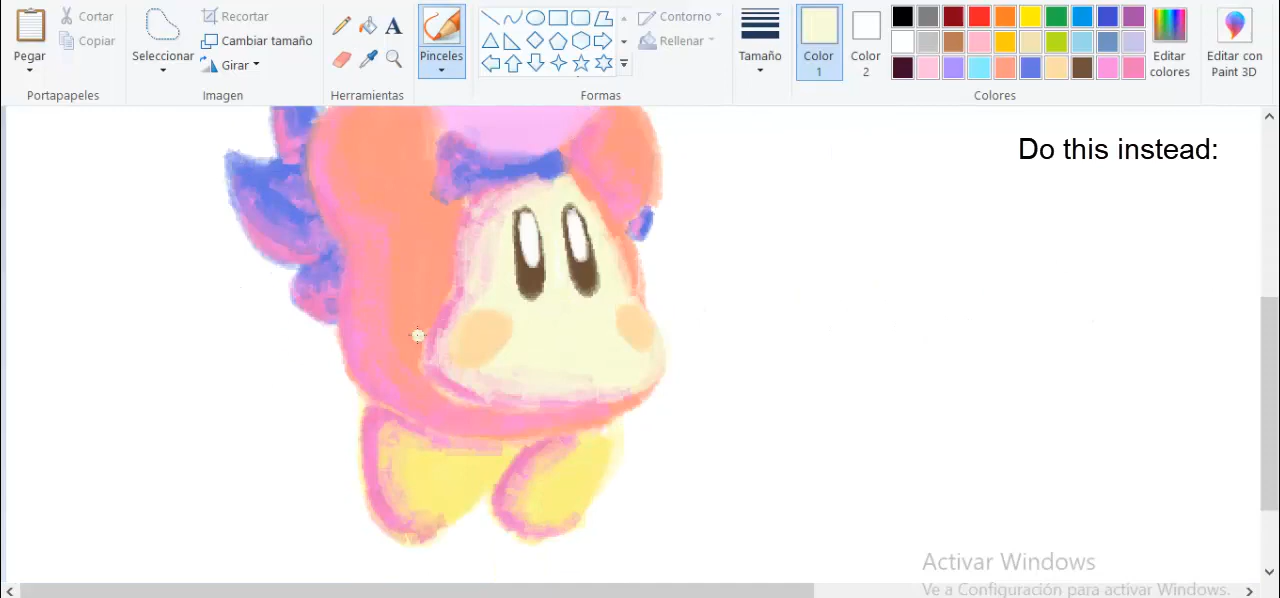 Pegar
Cortar
Copiar
Portapapeles
Seleccionar
Recortar
Cambiar tamaño
Girar
Imagen
A
Herramientas
Pinceles
Contorno
Rellenar
Formas
Tamaño
Color
1
Color
2
Editar
colores
Colores
Editar con
Paint 3D
Do this instead:
Activar Windows
Ve a Configuración para activar Windows.